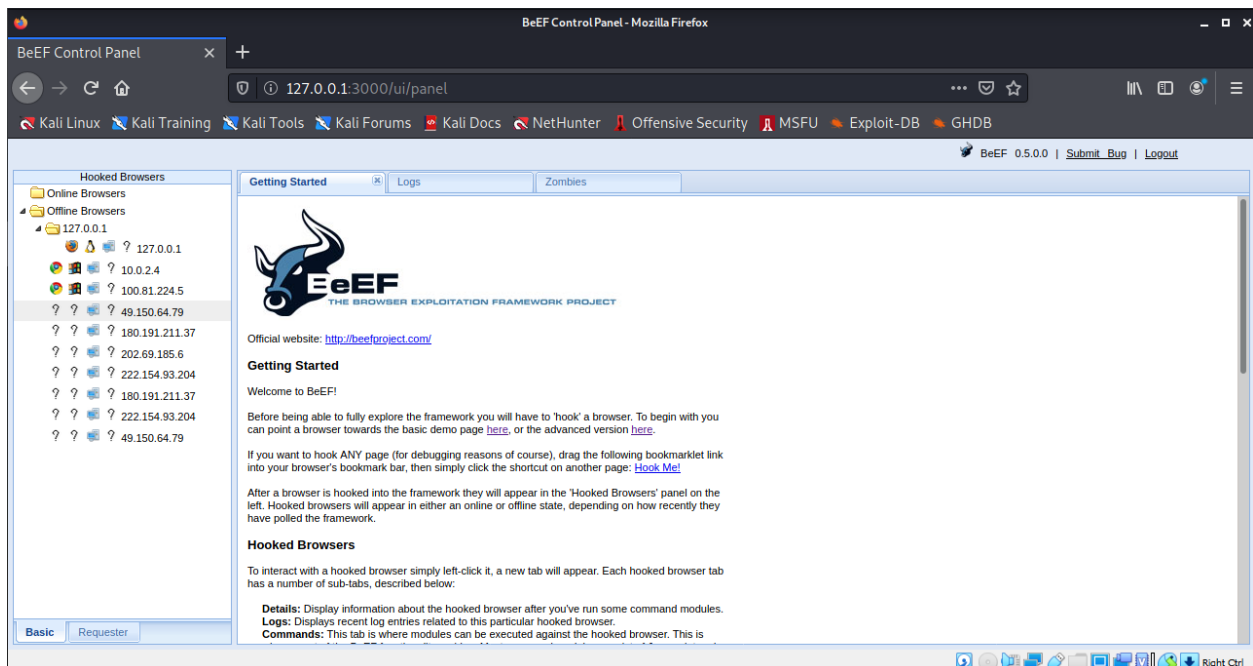 BeEF Control Panel - Mozilla Firefox
BeEF Control Panel
127.0.0.1:3000/ui/panel
Kali Linux Kali Training Kali Tools Kali Forums Kali Docs NetHunter Offensive Security MSFU Exploit-DB GHDB
BeEF 0.5.0.0 | Submit Bug | Logout
Hooked Browsers
Online Browsers
Offline Browsers
127.0.0.1
? 127.0.0.1
? 10.0.2.4
? 100.81.224.5
? ? ? 49.150.64.79
? ? ? 180.191.211.37
? ? ? 202.69.185.6
? ? ? 222.154.93.204
? ? ? 180.191.211.37
? ? ? 222.154.93.204
? ? ? 49.150.64.79
Basic Requester
Getting Started Logs Zombies
BeEF
THE BROWSER EXPLOITATION FRAMEWORK PROJECT
Official website: http://beefproject.com/
Getting Started
Welcome to BeEF!
Before being able to fully explore the framework you will have to 'hook' a browser. To begin with you
can point a browser towards the basic demo page here, or the advanced version here.
If you want to hook ANY page (for debugging reasons of course), drag the following bookmarklet link
into your browser's bookmark bar, then simply click the shortcut on another page: Hook Me!
After a browser is hooked into the framework they will appear in the 'Hooked Browsers' panel on the
left. Hooked browsers will appear in either an online or offline state, depending on how recently they
have polled the framework.
Hooked Browsers
To interact with a hooked browser simply left-click it, a new tab will appear. Each hooked browser tab
has a number of sub-tabs, described below:
Details: Display information about the hooked browser after you've run some command modules.
Logs: Displays recent log entries related to this particular hooked browser.
Commands: This tab is where modules can be executed against the hooked browser. This is
Right Ctrl